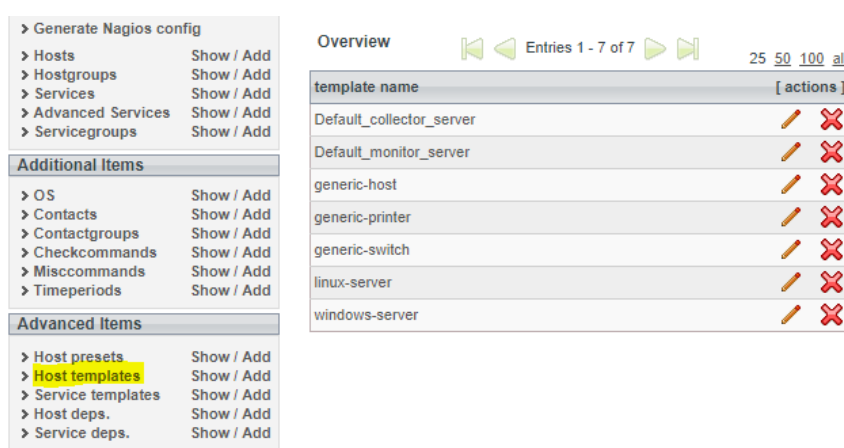 > Generate Nagios config
> Hosts Show / Add
> Hostgroups Show / Add
> Services Show / Add
> Advanced Services Show / Add
> Servicegroups Show / Add
Additional Items
> OS Show / Add
> Contacts Show / Add
> Contactgroups Show / Add
> Checkcommands Show / Add
> Misccommands Show / Add
> Timeperiods Show / Add
Advanced Items
> Host presets Show / Add
> Host templates Show / Add
> Service templates Show / Add
> Host deps. Show / Add
> Service deps. Show / Add
Overview Entries 1 - 7 of 7 25 50 100 al
template name [ actions ]
Default_collector_server
Default_monitor_server
generic-host
generic-printer
generic-switch
linux-server
windows-server